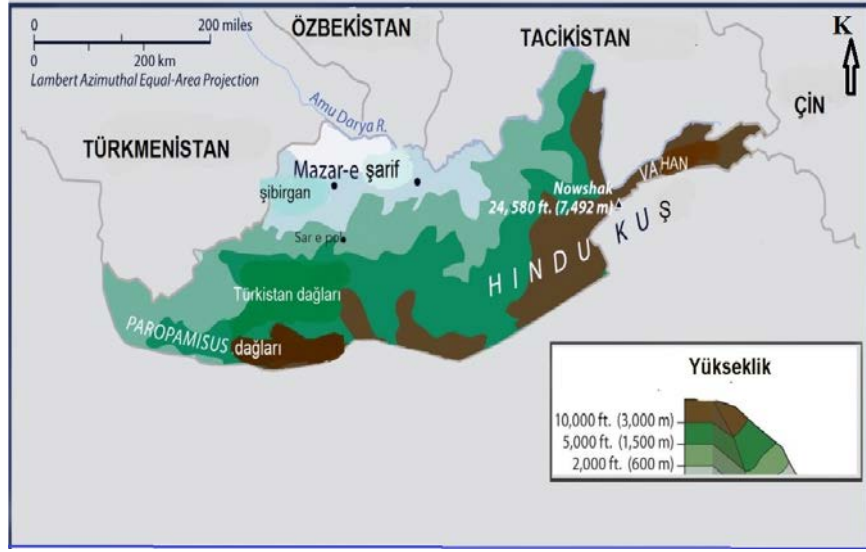 0 200 miles
0 200 km
Lambert Azimuthal Equal-Area Projection
ÖZBEKİSTAN
TACİKİSTAN
K
ÇİN
Amu Darya R.
TÜRKMENİSTAN
Mazar-e şarif
şibirgan
VAHAN
Nowshak
24,580 ft. (7,492 m)
HINDU KUŞ
Sar e pol
Türkistan dağları
PAROPAMISUS dağları
Yükseklik
10,000 ft. (3,000 m)
5,000 ft. (1,500 m)
2,000 ft. (600 m)